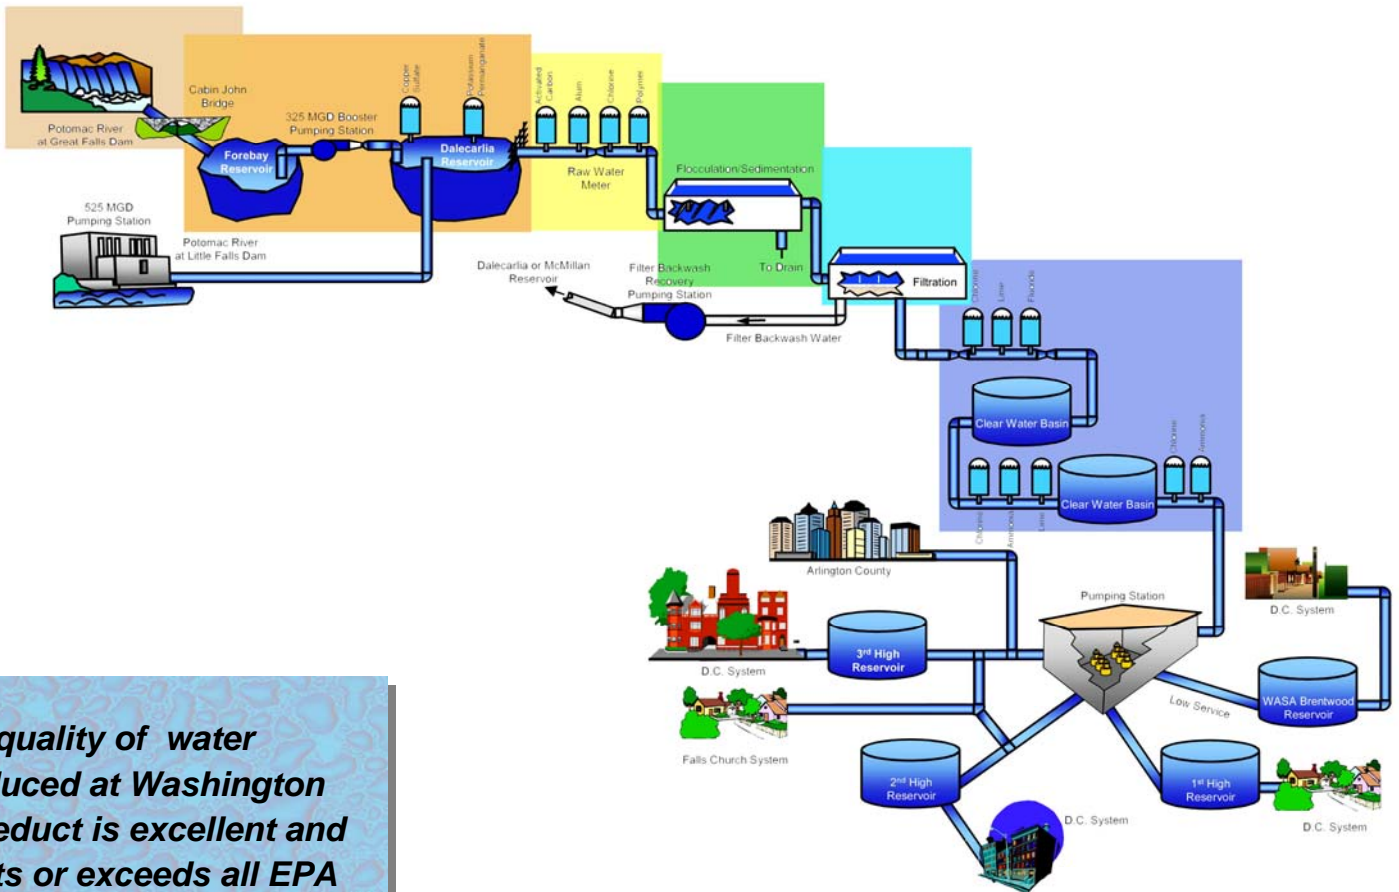 Potomac River
at Great Falls Dam
Cabin John
Bridge
Forebay
Reservoir
325 MGD Booster
Pumping Station
Copper
Sulfate
Potassium
Permanganate
Dalecarlia
Reservoir
Activated
Carbon
Alum
Chlorine
Polymer
Raw Water
Meter
525 MGD
Pumping Station
Potomac River
at Little Falls Dam
Flocculation/Sedimentation
To Drain
Dalecarlia or McMillan
Reservoir
Filter Backwash
Recovery
Pumping Station
Filter Backwash Water
Filtration
Chlorine
Lime
Fluoride
Clear Water Basin
Chlorine
Ammonia
Lime
Clear Water Basin
Chlorine
Ammonia
Arlington County
Pumping Station
D.C. System
D.C. System
3rd High
Reservoir
Falls Church System
Low Service
WASA Brentwood
Reservoir
2nd High
Reservoir
1st High
Reservoir
D.C. System
D.C. System
quality of water
duced at Washington
educt is excellent and
ts or exceeds all EPA